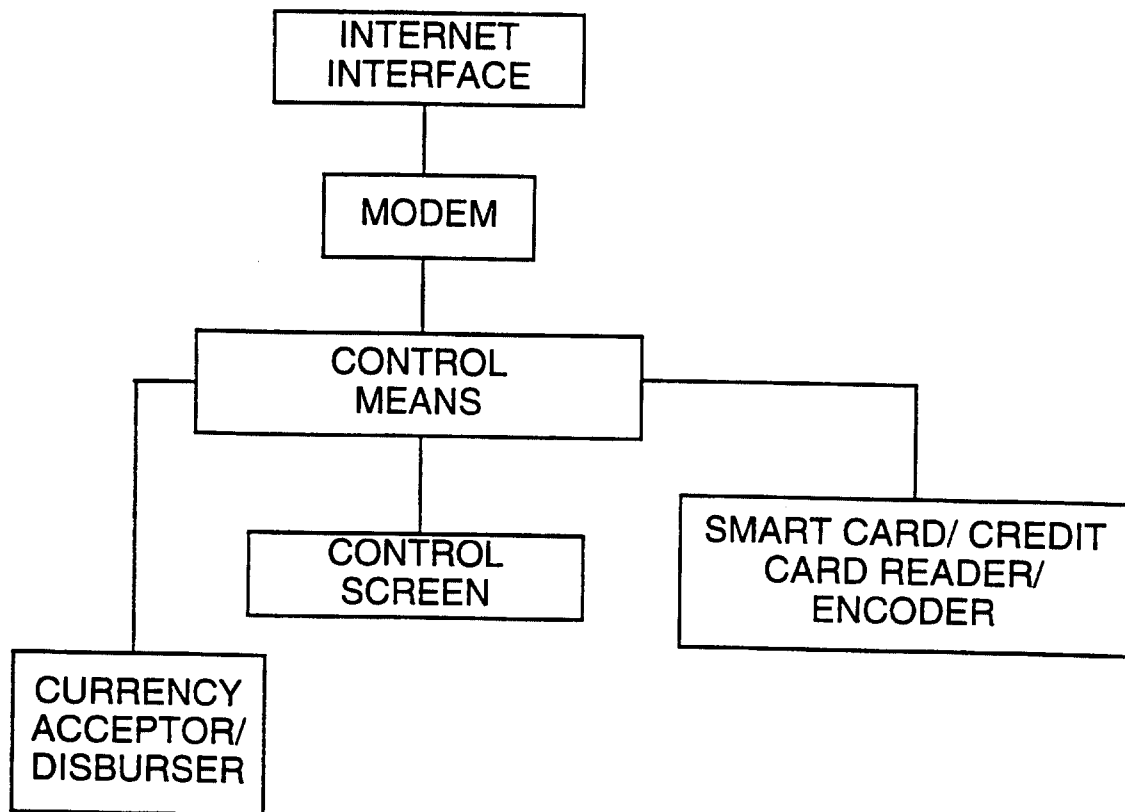 INTERNET
INTERFACE
MODEM
CONTROL
MEANS
CONTROL
SCREEN
SMART CARD/ CREDIT
CARD READER/
ENCODER
CURRENCY
ACCEPTOR/
DISBURSER